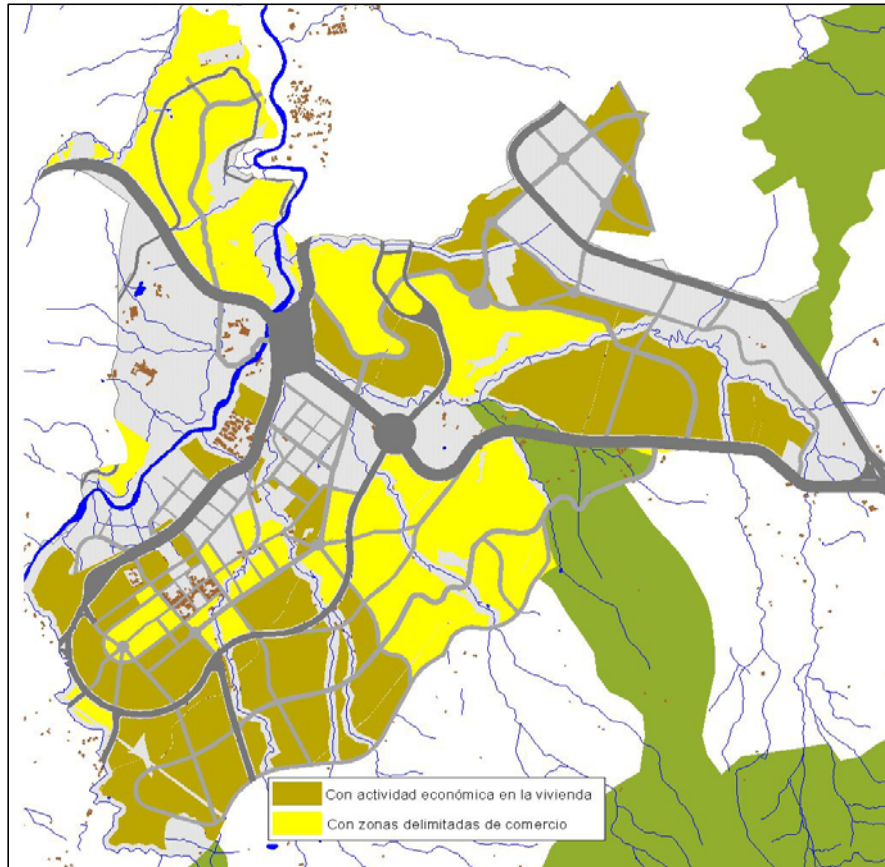 Con actividad económica en la vivienda
Con zonas delimitadas de comercio